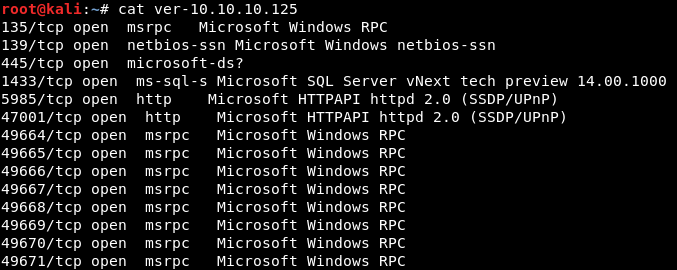 root@kali:~# cat ver-10.10.10.125
135/tcp open  msrpc   Microsoft Windows RPC
139/tcp open  netbios-ssn Microsoft Windows netbios-ssn
445/tcp open  microsoft-ds?
1433/tcp open  ms-sql-s Microsoft SQL Server vNext tech preview 14.00.1000
5985/tcp open  http    Microsoft HTTPAPI httpd 2.0 (SSDP/UPnP)
47001/tcp open  http    Microsoft HTTPAPI httpd 2.0 (SSDP/UPnP)
49664/tcp open  msrpc   Microsoft Windows RPC
49665/tcp open  msrpc   Microsoft Windows RPC
49666/tcp open  msrpc   Microsoft Windows RPC
49667/tcp open  msrpc   Microsoft Windows RPC
49668/tcp open  msrpc   Microsoft Windows RPC
49669/tcp open  msrpc   Microsoft Windows RPC
49670/tcp open  msrpc   Microsoft Windows RPC
49671/tcp open  msrpc   Microsoft Windows RPC